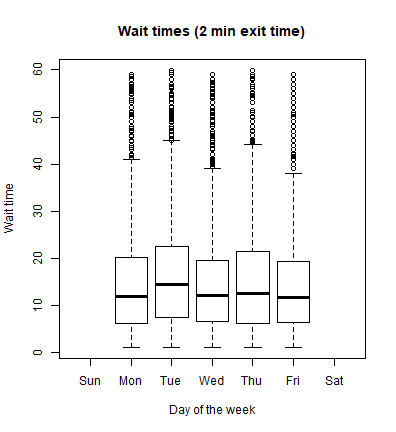 Wait times (2 min exit time)
60
50
40
30
20
10
0
Wait time
Sun Mon Tue Wed Thu Fri Sat
Day of the week